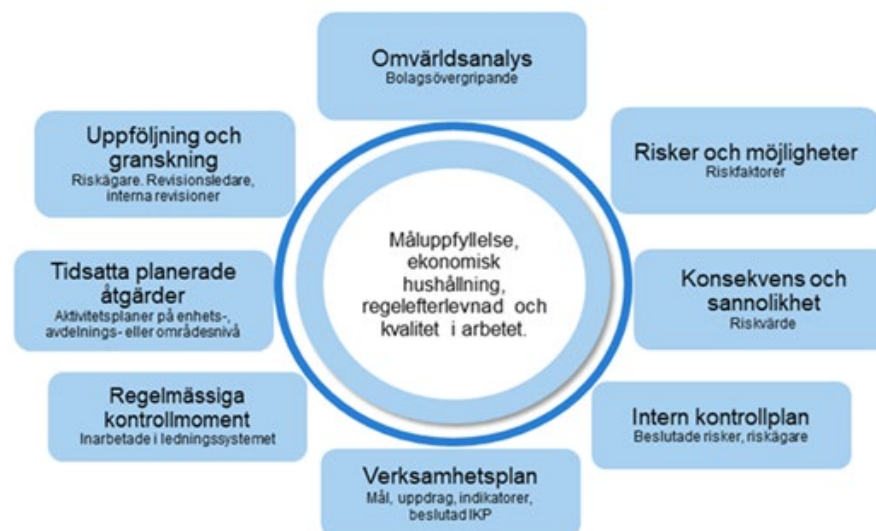 Omvärldsanalys
Bolagsövergripande
Risker och möjligheter
Riskfaktorer
Konsekvens och
sannolikhet
Riskvärde
Intern kontrollplan
Beslutade risker, riskägare
Verksamhetsplan
Mål, uppdrag, indikatorer,
beslutad IKP
Regelmässiga
kontrollmoment
Inarbetade i ledningssystemet
Tidsatta planerade
åtgärder
Aktivitetsplaner på enhets-,
avdelnings- eller områdesnivå
Uppföljning och
granskning
Riskägare. Revisionsledare,
interna revisioner
Måluppfyllelse,
ekonomisk
hushållning,
regelefterlevnad och
kvalitet i arbetet.